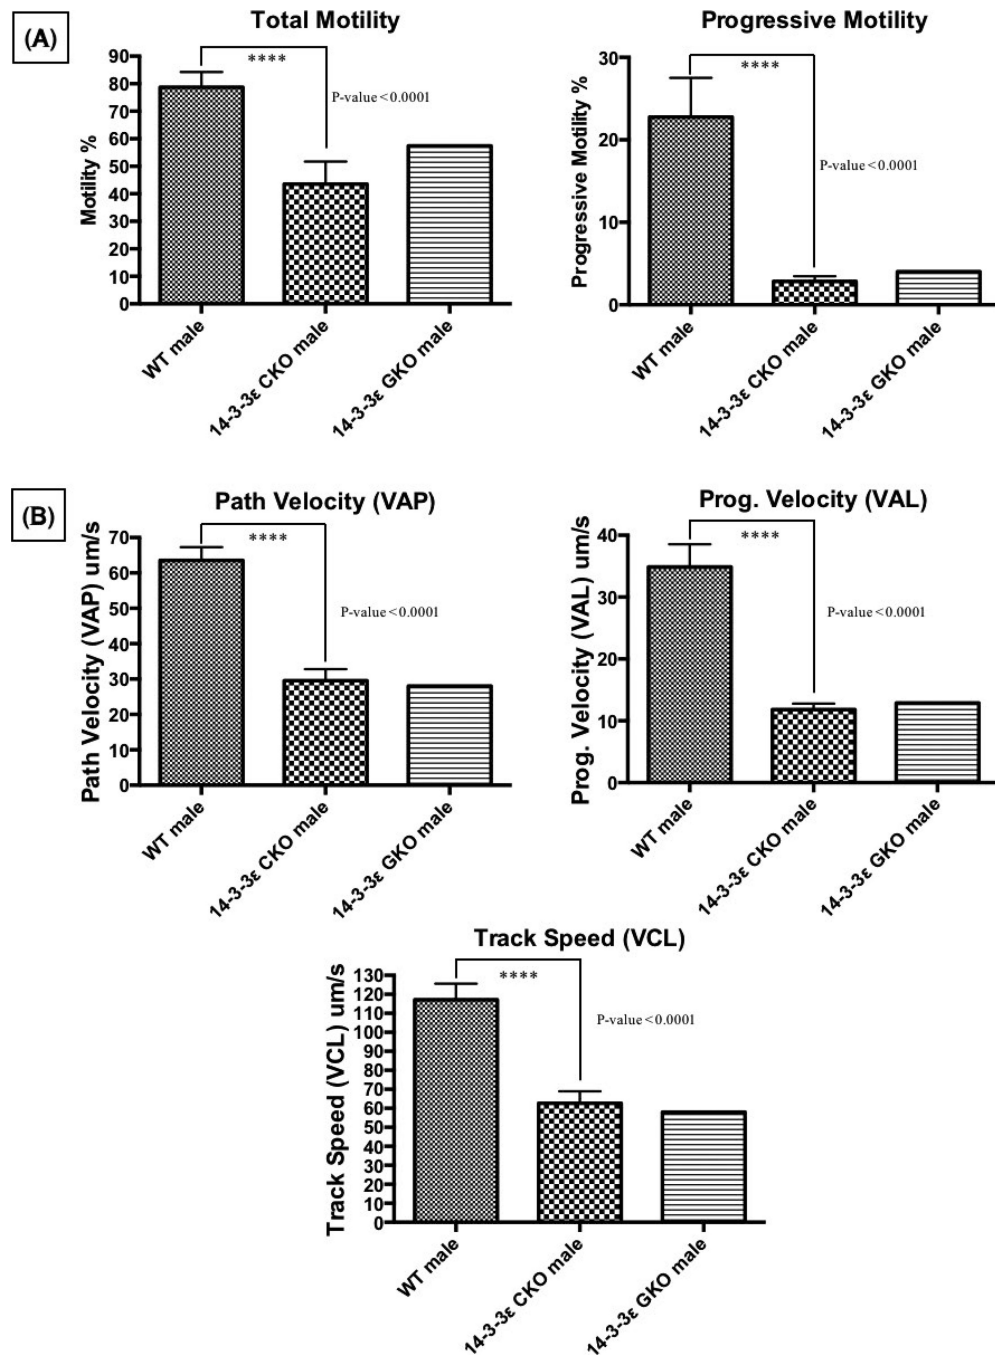 (A)
Total Motility
Motility %
90
80
70
60
50
40
30
20
10
0
****
P-value<0.0001
WT male
14-3-3ε CKO male
14-3-3ε GKO male
Progressive Motility
Progressive Motility %
30
20
10
0
****
P-value<0.0001
WT male
14-3-3ε CKO male
14-3-3ε GKO male
(B)
Path Velocity (VAP)
Path Velocity (VAP) um/s
70
60
50
40
30
20
10
0
****
P-value<0.0001
WT male
14-3-3ε CKO male
14-3-3ε GKO male
Prog. Velocity (VAL)
Prog. Velocity (VAL) um/s
40
30
20
10
0
****
P-value<0.0001
WT male
14-3-3ε CKO male
14-3-3ε GKO male
Track Speed (VCL)
Track Speed (VCL) um/s
130
120
110
100
90
80
70
60
50
40
30
20
10
0
****
P-value<0.0001
WT male
14-3-3ε CKO male
14-3-3ε GKO male